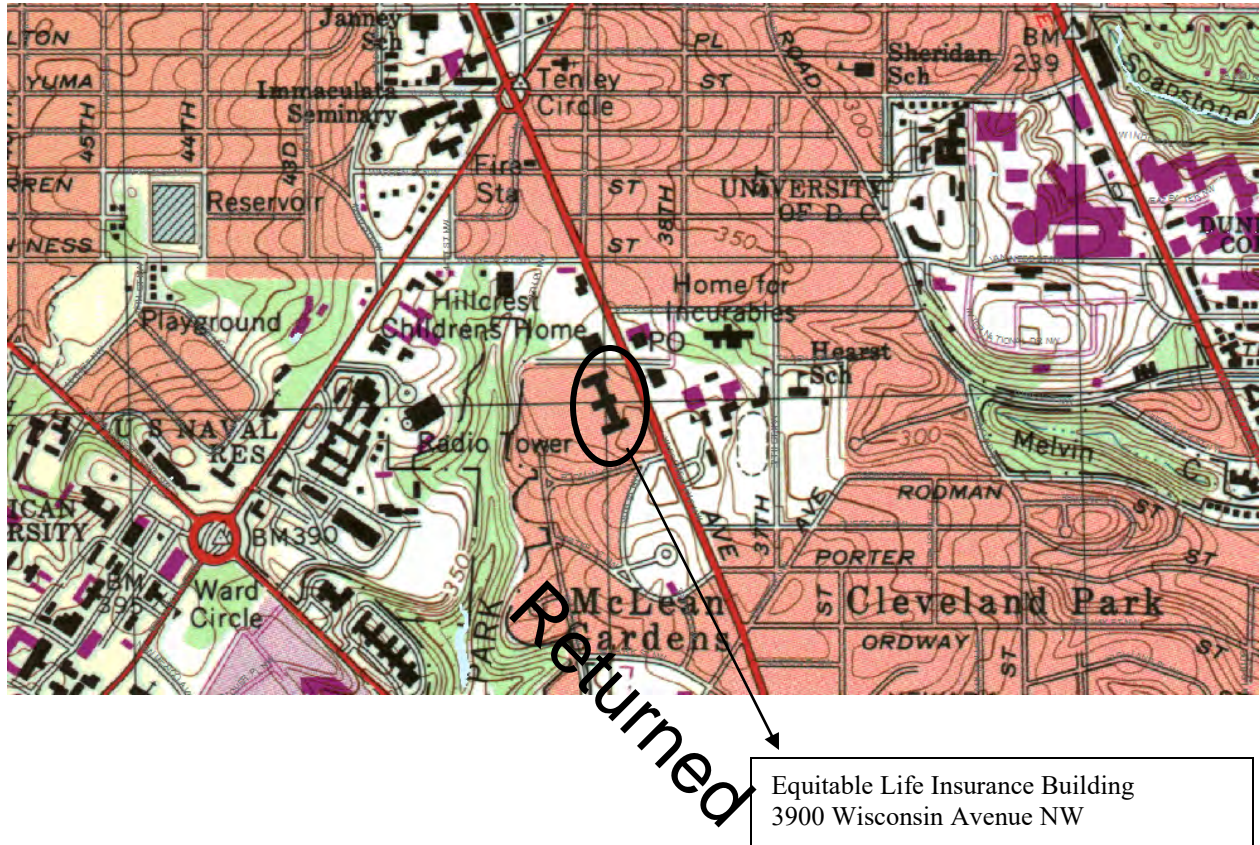 Janney
Sch
LTON
PL
ROAD
Sheridan
Sch
BM
239
Soapstone
YUMA
ST
Tenley
Circle
Immaculata
Seminary
300
45TH
44TH
43D
Fire
Sta
RREN
Reservoir
ST
38TH
UNIVERSITY
OF D. C.
NESS
ST
350
Home for
Incurables
Hillcrest
Childrens Home
Playground
PO
Hearst
Sch
U S NAVAL
RES
Radio Tower
300
Melvin
C
RODMAN
ST
ICAN
RSITY
BM390
AVE
37TH
AVE
PORTER
ST
350
BM
395
Ward
Circle
PARK
McLean
Gardens
ST
Cleveland Park
ORDWAY
ST
ST
Returned
Equitable Life Insurance Building
3900 Wisconsin Avenue NW